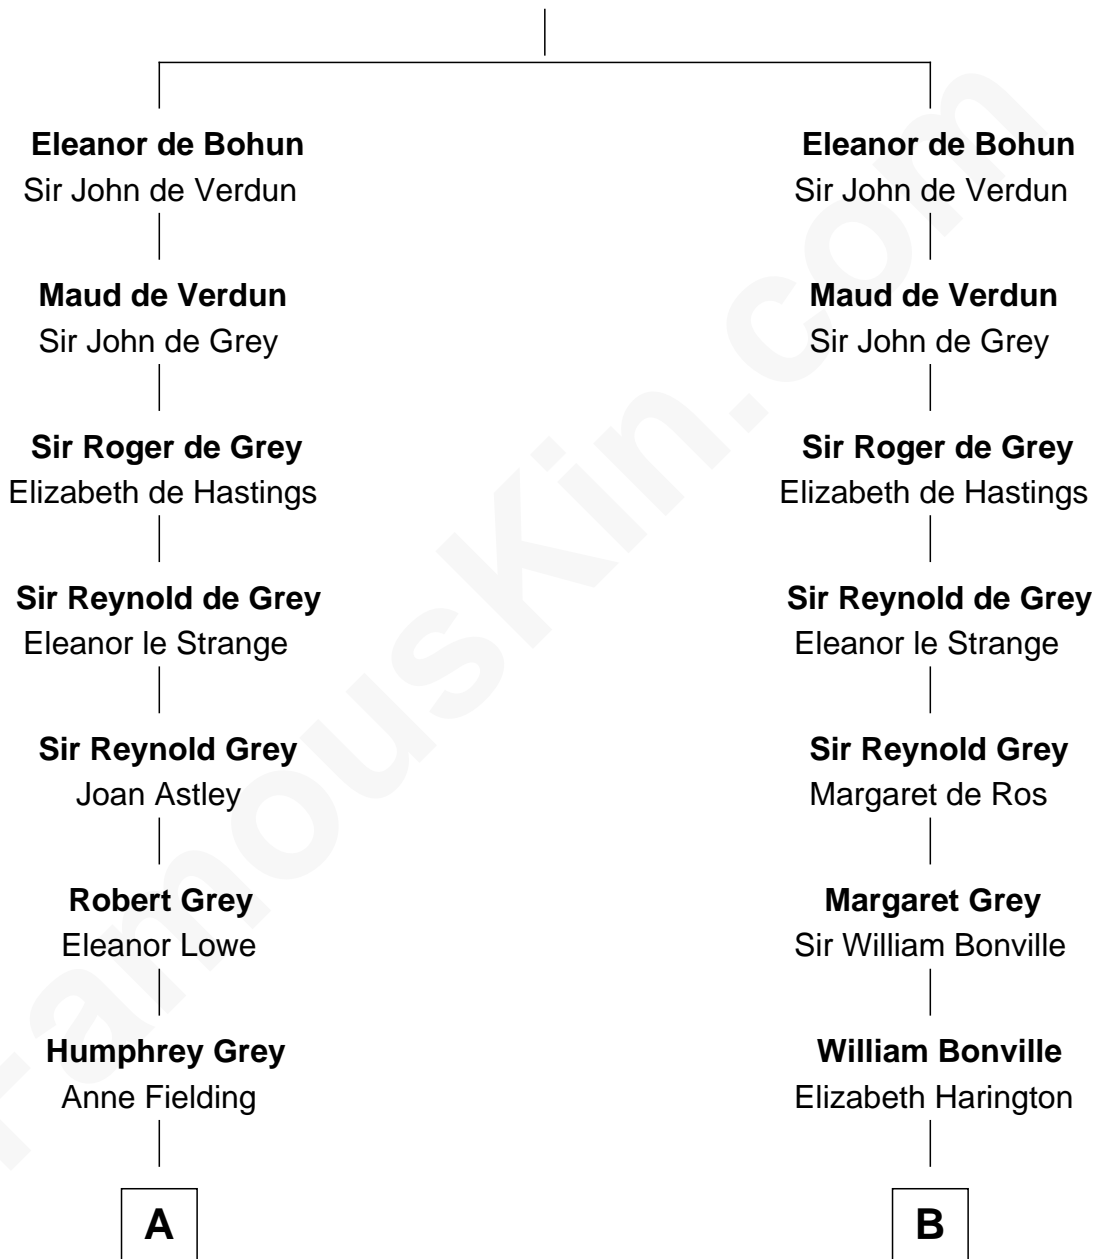 Eleanor de Bohun
Sir John de Verdun
Maud de Verdun
Sir John de Grey
Sir Roger de Grey
Elizabeth de Hastings
Sir Reynold de Grey
Eleanor le Strange
Sir Reynold Grey
Joan Astley
Robert Grey
Eleanor Lowe
Humphrey Grey
Anne Fielding
A
Eleanor de Bohun
Sir John de Verdun
Maud de Verdun
Sir John de Grey
Sir Roger de Grey
Elizabeth de Hastings
Sir Reynold de Grey
Eleanor le Strange
Sir Reynold Grey
Margaret de Ros
Margaret Grey
Sir William Bonville
William Bonville
Elizabeth Harington
B
FamousKin.com